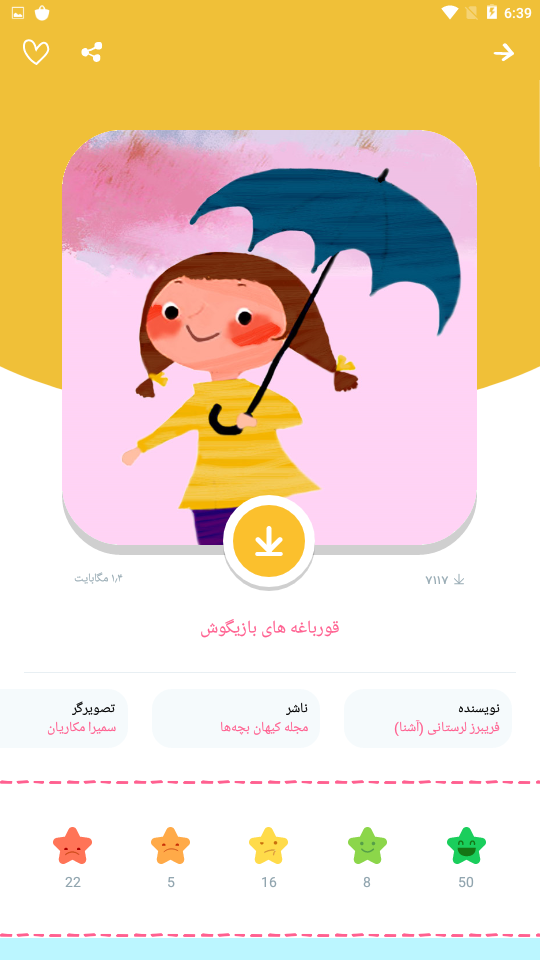 6:39
۷۱۱۷
۱٫۴ مگابایت
قورباغه های بازیگوش
نویسنده
فریبرز لرستانی (آشنا)
ناشر
مجله کیهان بچه‌ها
تصویرگر
سمیرا مکاریان
22
5
16
8
50